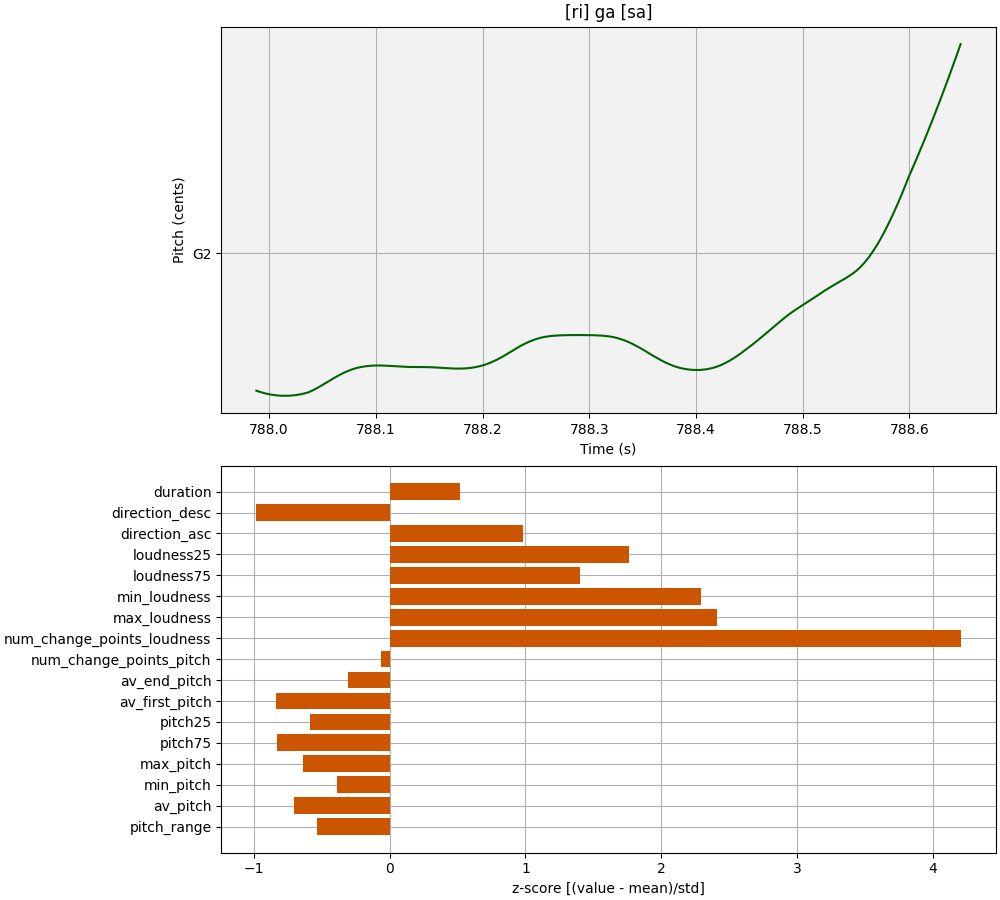 [ri] ga [sa]
Pitch (cents)
G2
788.0 788.1 788.2 788.3 788.4 788.5 788.6
Time (s)
duration
direction_desc
direction_asc
loudness25
loudness75
min_loudness
max_loudness
num_change_points_loudness
num_change_points_pitch
av_end_pitch
av_first_pitch
pitch25
pitch75
max_pitch
min_pitch
av_pitch
pitch_range
−1 0 1 2 3 4
z-score [(value - mean)/std]